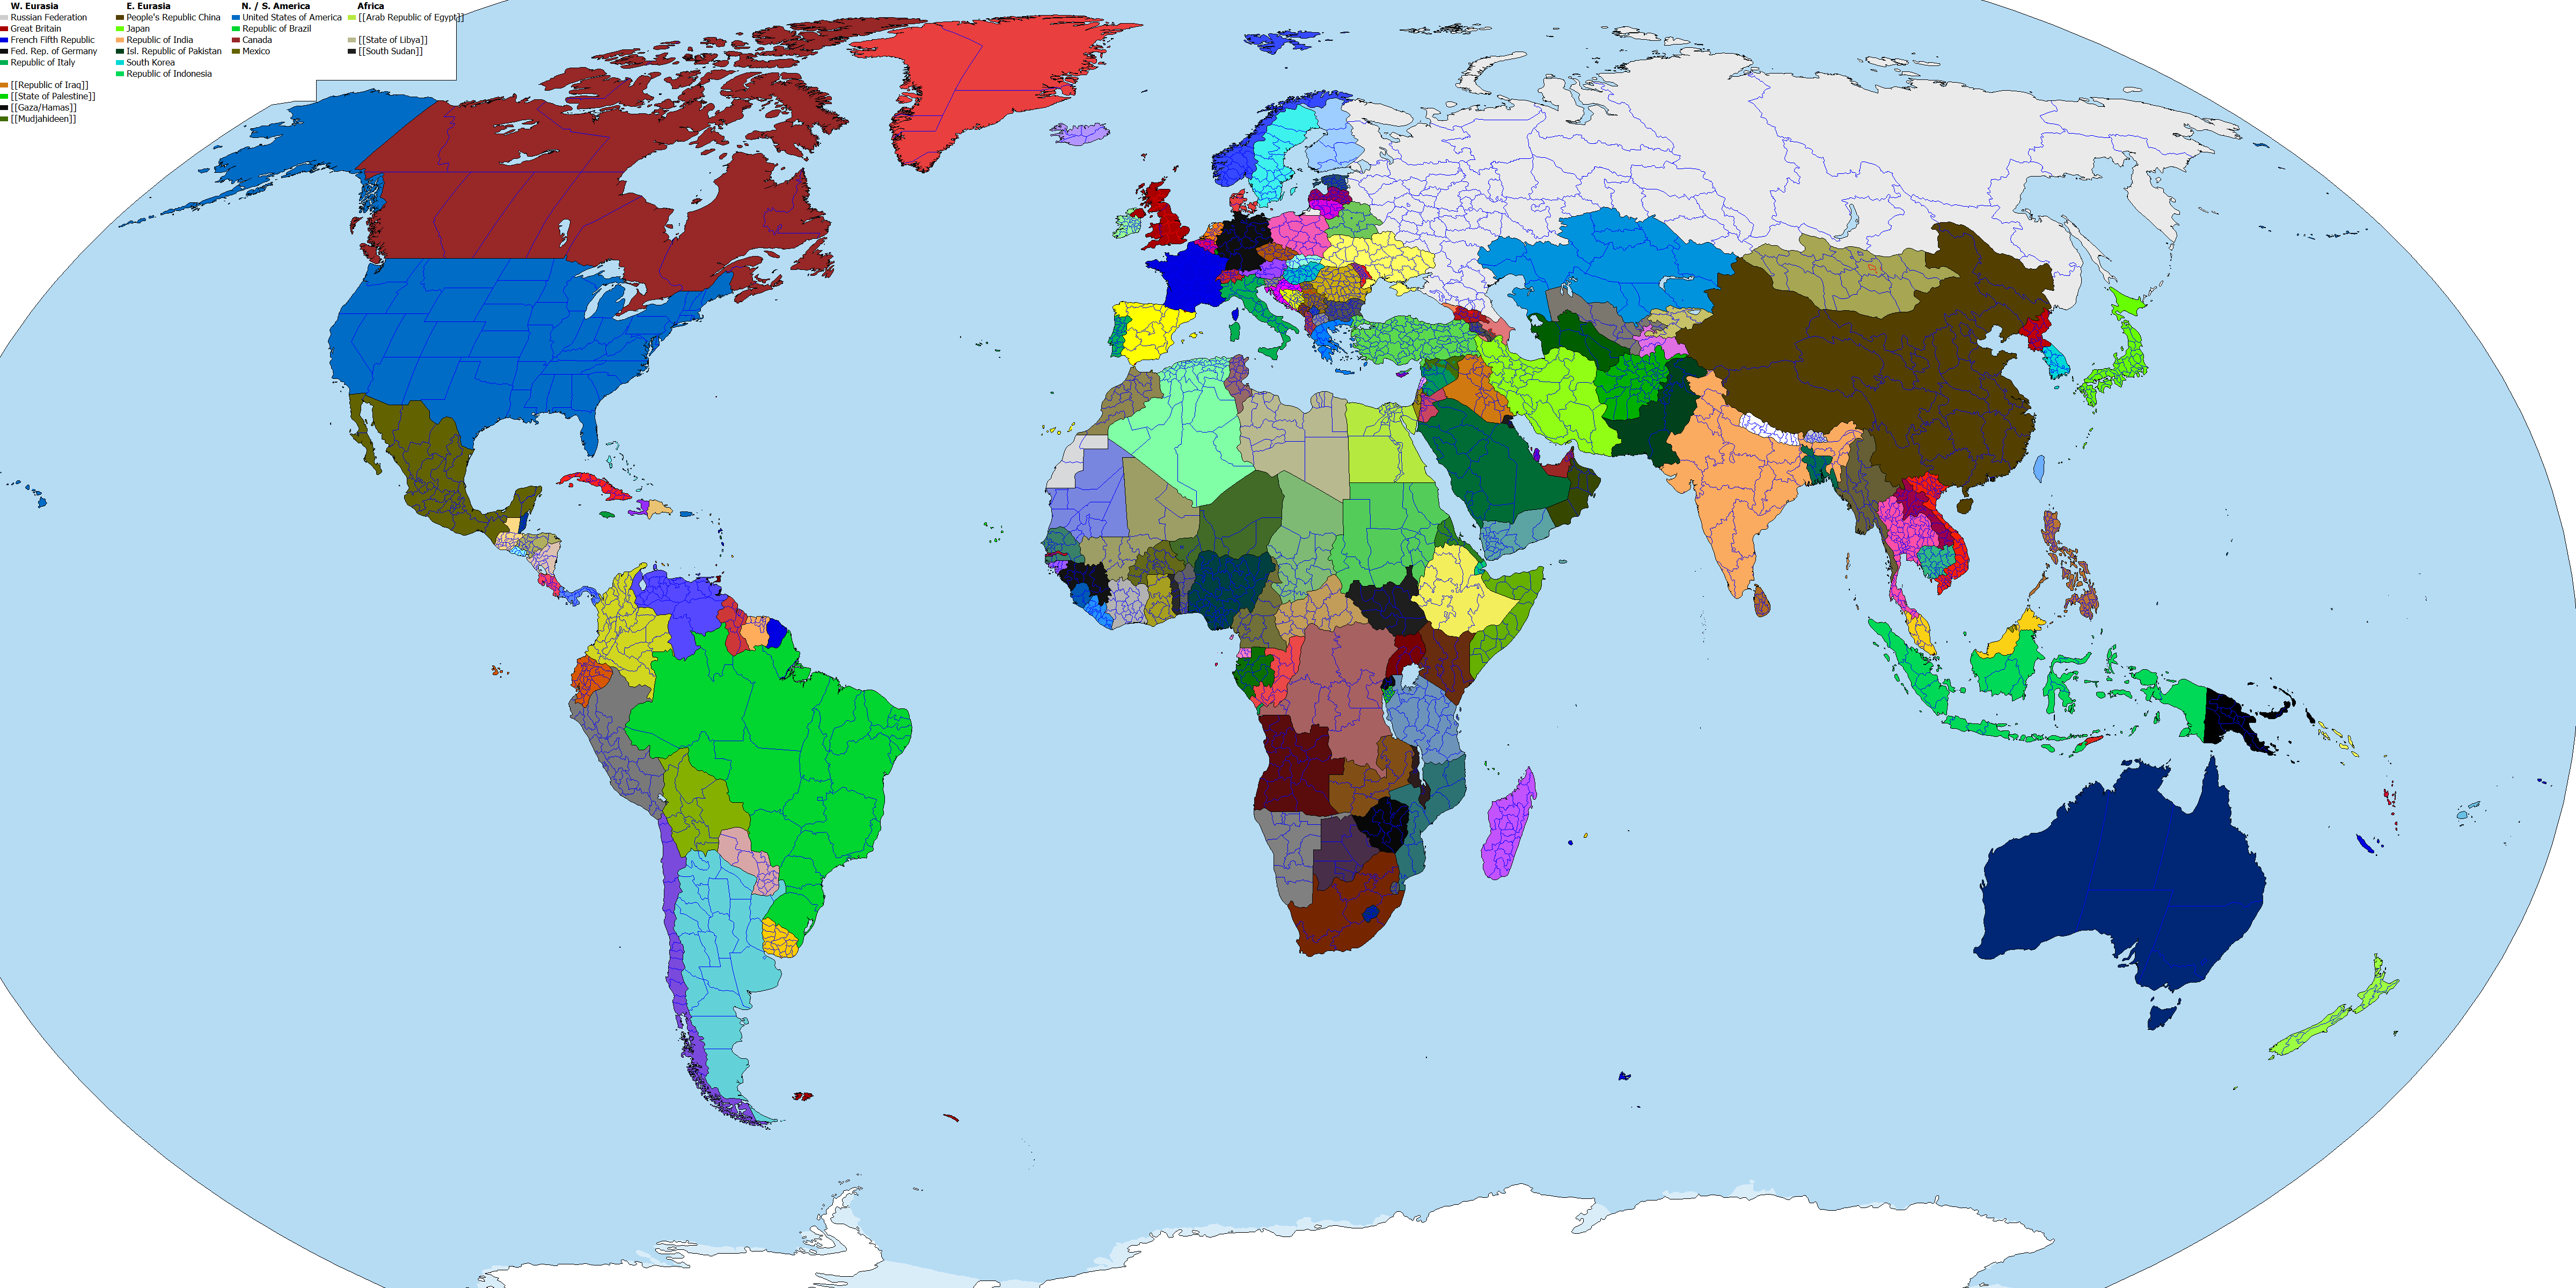 W. Eurasia
Russian Federation
Great Britain
French Fifth Republic
Fed. Rep. of Germany
Republic of Italy
[[Republic of Iraq]]
[[State of Palestine]]
[[Gaza/Hamas]]
[[Mudjahideen]]
E. Eurasia
People's Republic China
Japan
Republic of India
Isl. Republic of Pakistan
South Korea
Republic of Indonesia
N. / S. America
United States of America
Republic of Brazil
Canada
Mexico
Africa
[[Arab Republic of Egypt]]
[[State of Libya]]
[[South Sudan]]